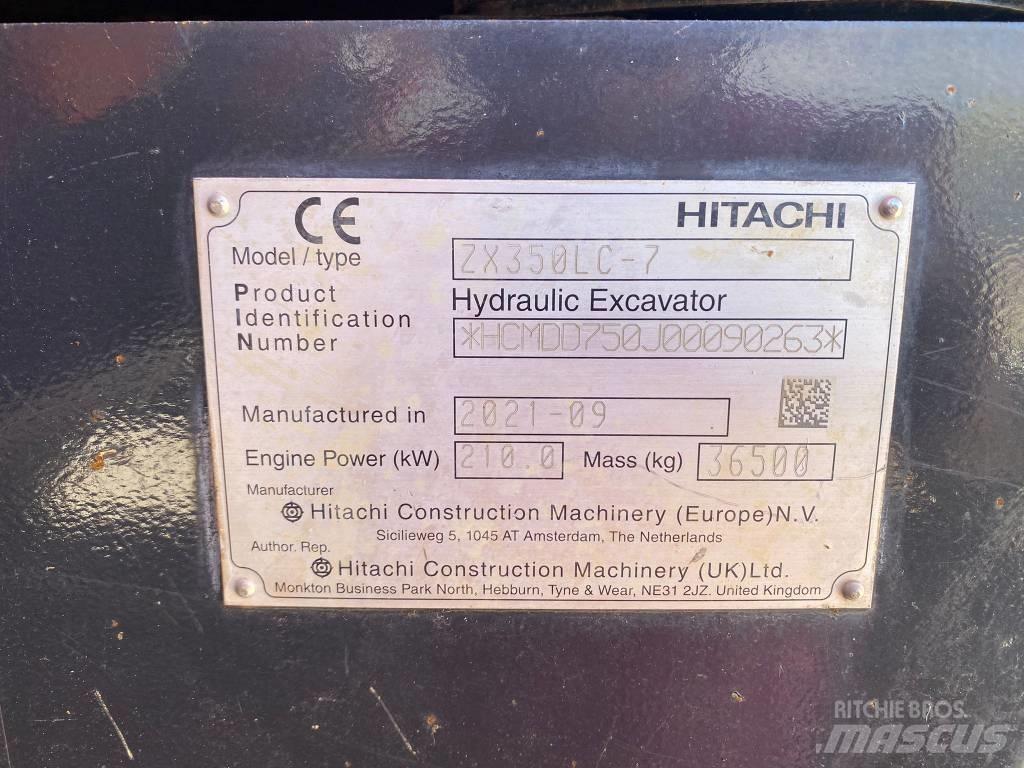 CE HITACHI
Model / type ZX350LC-7
Product Hydraulic Excavator
Identification
Number *HCMDD750J00090263*
Manufactured in 2021-09
Engine Power (kW) 210.0 Mass (kg) 36500
Manufacturer
Hitachi Construction Machinery (Europe)N.V.
Sicilieweg 5, 1045 AT Amsterdam, The Netherlands
Author. Rep.
Hitachi Construction Machinery (UK)Ltd.
Monkton Business Park North, Hebburn, Tyne & Wear, NE31 2JZ. United Kingdom
RITCHIE BROS.
MASCUS